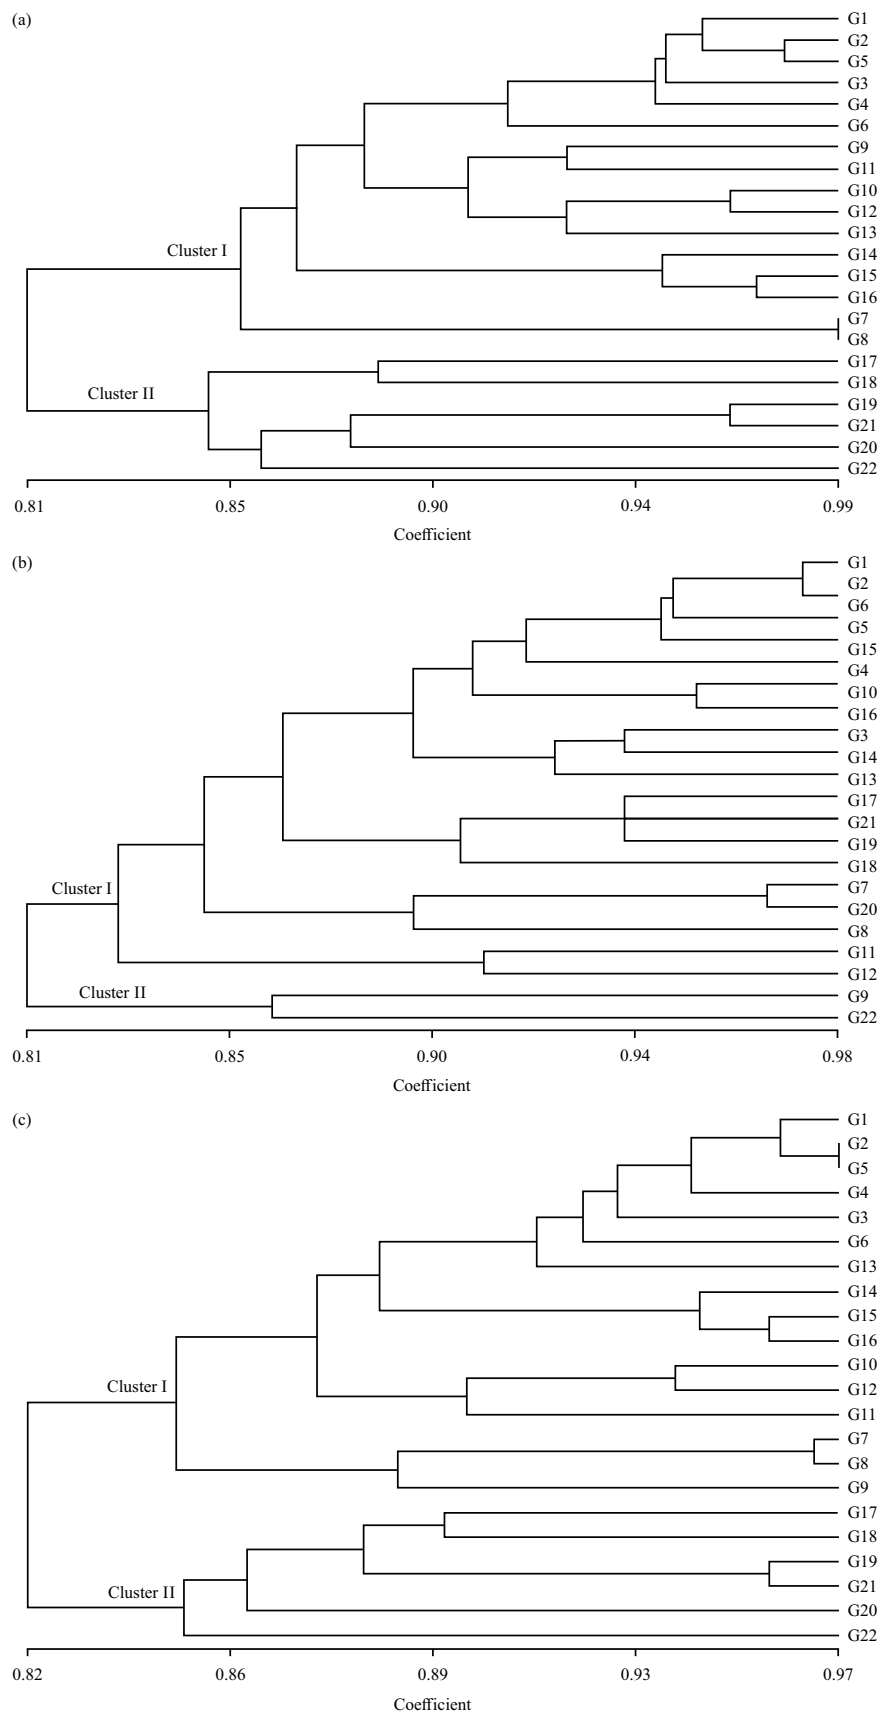 (a)
G1
G2
G5
G3
G4
G6
G9
G11
G10
G12
G13
Cluster I
G14
G15
G16
G7
G8
G17
G18
Cluster II
G19
G21
G20
G22
0.81 0.85 0.90 0.94 0.99
Coefficient
(b)
G1
G2
G6
G5
G15
G4
G10
G16
G3
G14
G13
G17
G21
G19
G18
Cluster I
G7
G20
G8
G11
G12
Cluster II
G9
G22
0.81 0.85 0.90 0.94 0.98
Coefficient
(c)
G1
G2
G5
G4
G3
G6
G13
G14
G15
G16
G10
Cluster I
G12
G11
G7
G8
G9
G17
G18
G19
Cluster II
G21
G20
G22
0.82 0.86 0.89 0.93 0.97
Coefficient